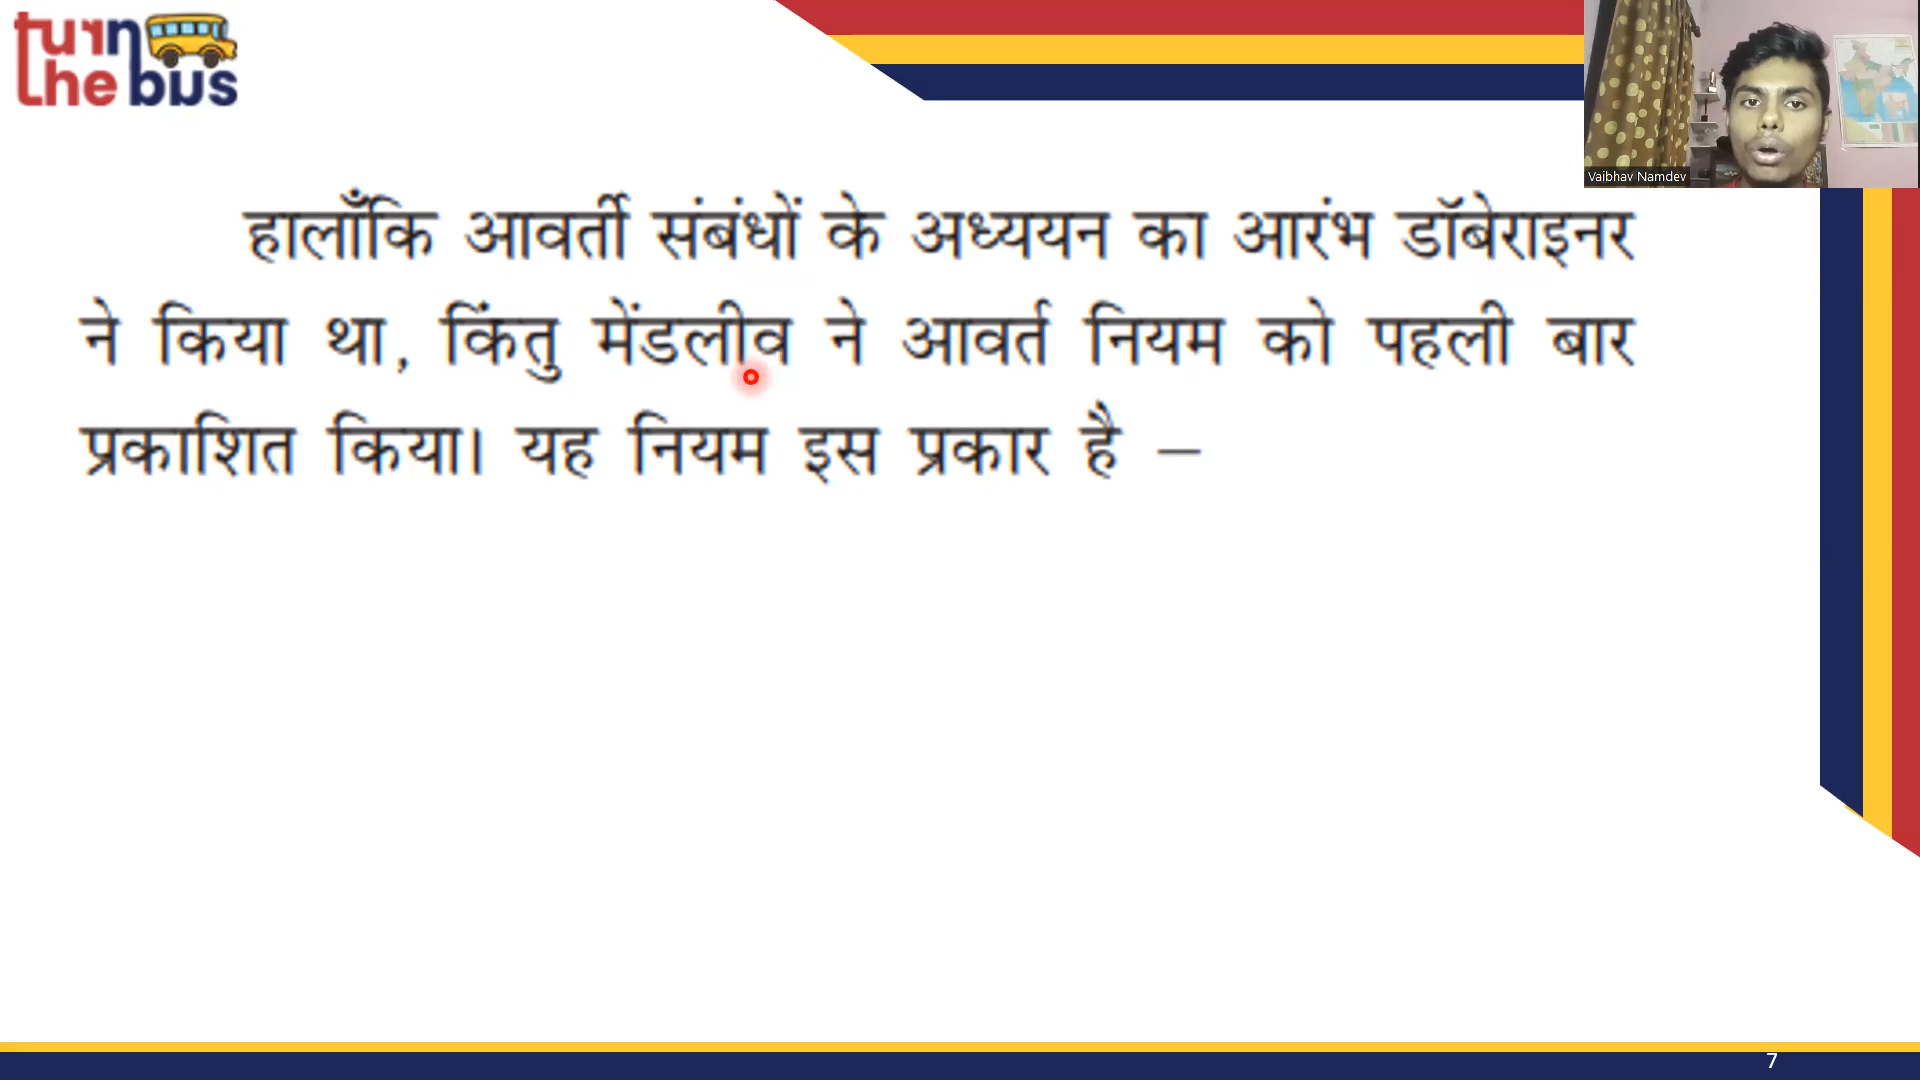 turn
the bus
Vaibhav Namdev
हालाँकि आवर्ती संबंधों के अध्ययन का आरंभ डॉबेराइनर
ने किया था, किंतु मेंडलीव ने आवर्त नियम को पहली बार
प्रकाशित किया। यह नियम इस प्रकार है –
7